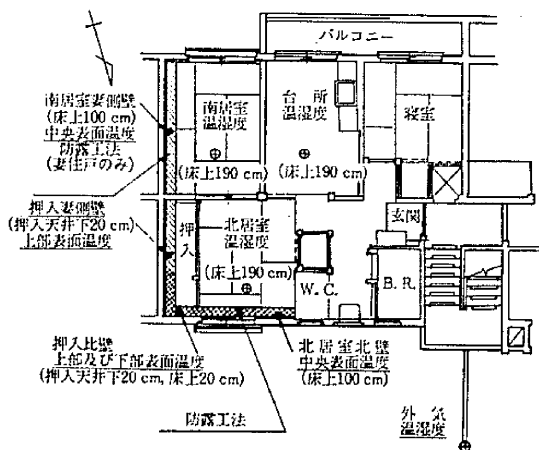 バルコニー
南居室妻側壁
(床上100 cm)
中央表面温度
防露工法
(妻住戸のみ)
南居室
温湿度
(床上190 cm)
台所
温湿度
(床上190 cm)
寝室
押入妻側壁
(押入天井下20 cm)
上部表面温度
押入
北居室
温湿度
(床上190 cm)
玄関
W.C.
B.R.
押入比壁
上部及び下部表面温度
(押入天井下20 cm, 床上20 cm)
北居室北壁
中央表面温度
(床上100 cm)
防露工法
外気
温湿度